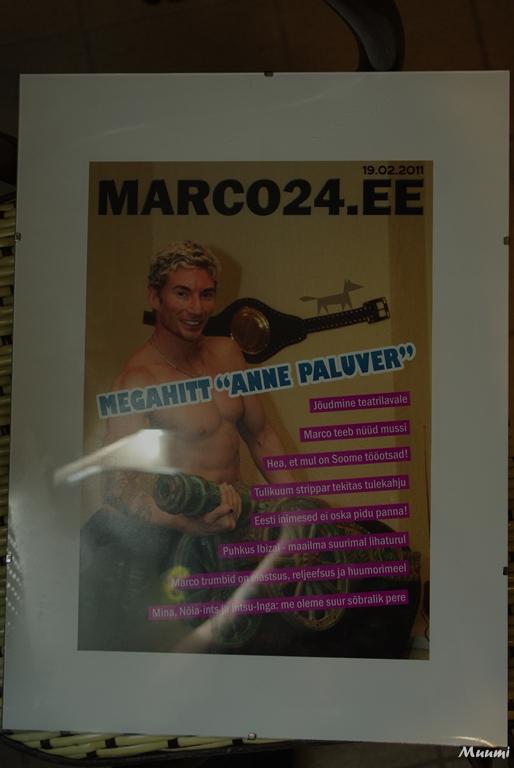 19.02.2011
MARCO24.EE
MEGAHITT "ANNE PALUVER"
Jõudmine teatrilavale
Marco teeb nüüd mussi
Hea, et mul on Soome tööotsad!
Tulikuum strippar tekitas tulekahju
Eesti inimesed ei oska pidu panna!
Puhkus Ibizal - maailma suurimal lihaturul
Marco trumbid on elastsus, reljeefsus ja huumorimeel
Mina, Nõia-ints ja Intsu-Inga: me oleme suur sõbralik pere
Muumi